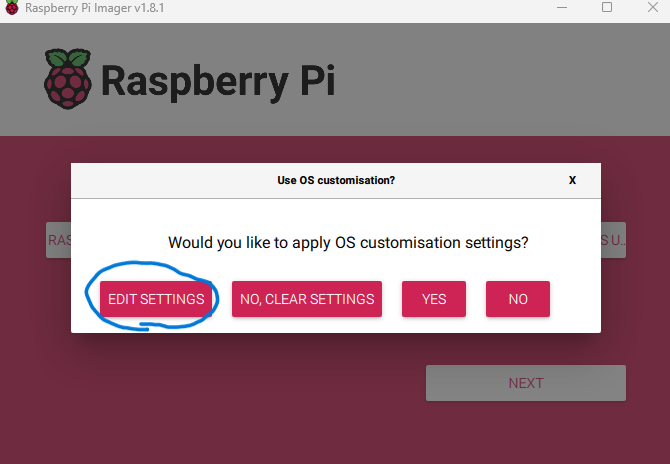 Raspberry Pi Imager v1.8.1
Raspberry Pi
Use OS customisation?
X
Would you like to apply OS customisation settings?
RAS
S U..
EDIT SETTINGS
NO, CLEAR SETTINGS
YES
NO
NEXT